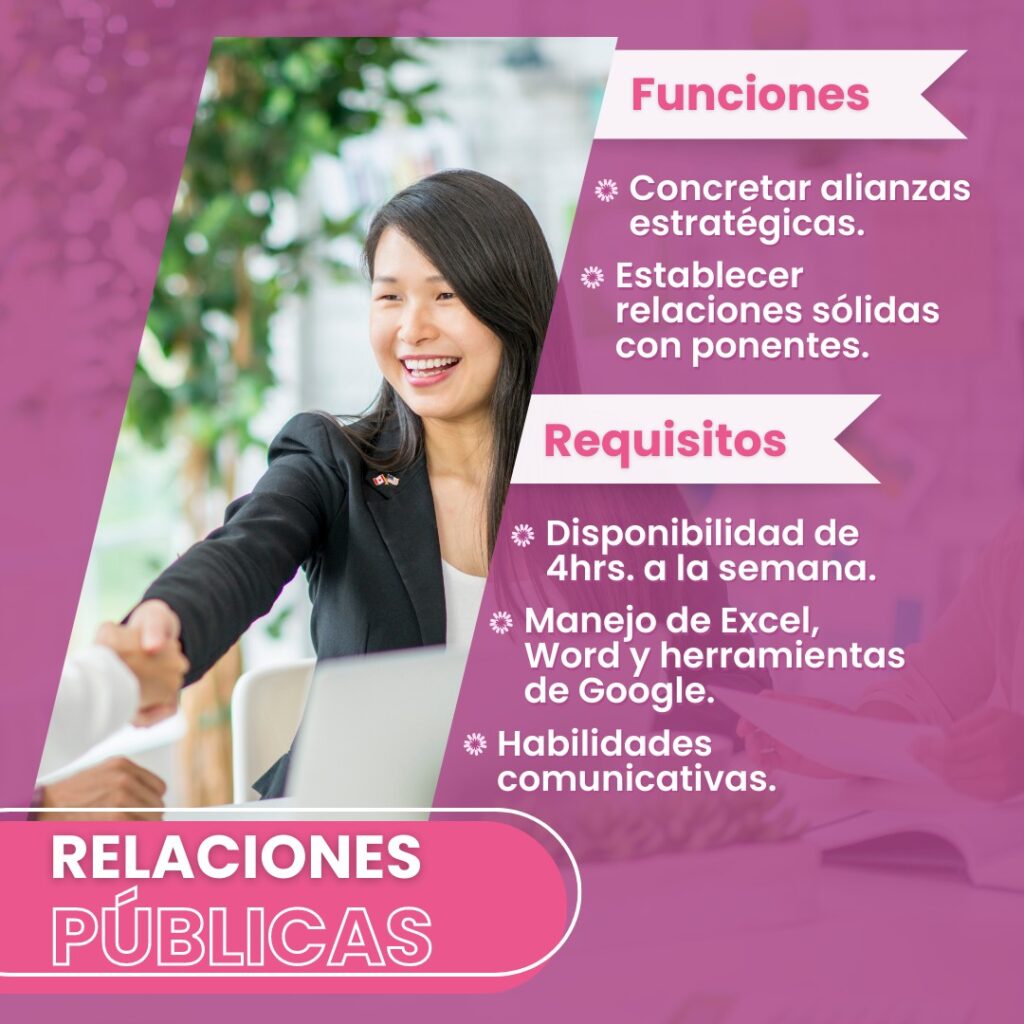 Funciones
Concretar alianzas
estratégicas.
Establecer
relaciones sólidas
con ponentes.
Requisitos
Disponibilidad de
4hrs. a la semana.
Manejo de Excel,
Word y herramientas
de Google.
Habilidades
comunicativas.
RELACIONES
PÚBLICAS